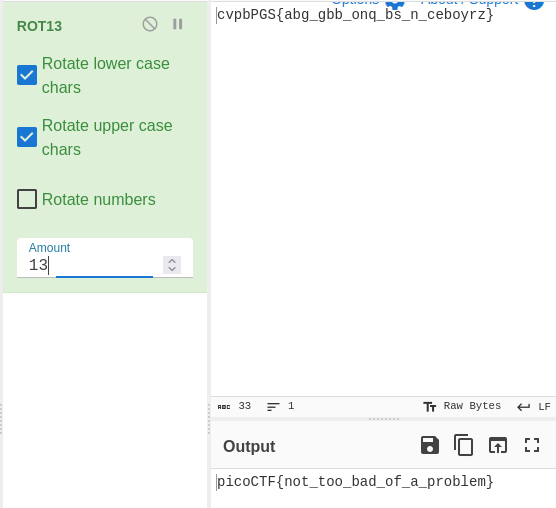 ROT13
Rotate lower case
chars
Rotate upper case
chars
Rotate numbers
Amount
13
Options
About / Support
cvpbPGS{abg_gbb_onq_bs_n_ceboyrz}
ABC 33 1 Raw Bytes LF
Output
picoCTF{not_too_bad_of_a_problem}